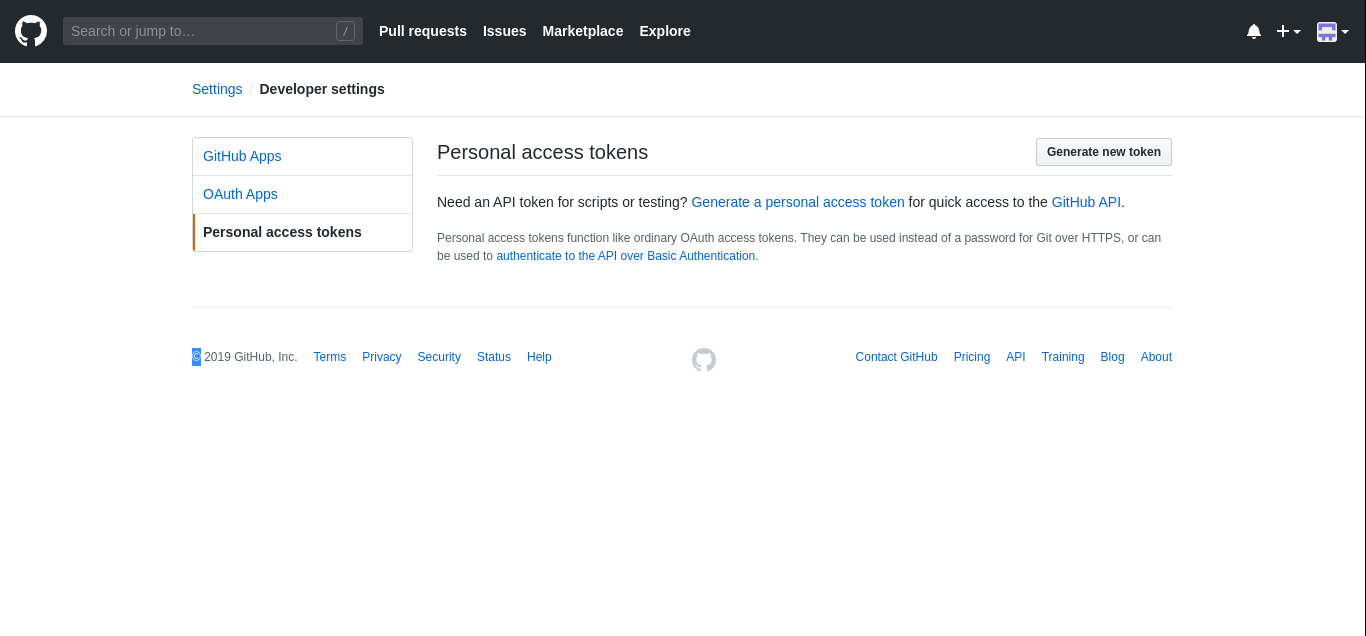 Search or jump to… /
Pull requests Issues Marketplace Explore
Settings / Developer settings
GitHub Apps
OAuth Apps
Personal access tokens
Personal access tokens
Generate new token
Need an API token for scripts or testing? Generate a personal access token for quick access to the GitHub API.
Personal access tokens function like ordinary OAuth access tokens. They can be used instead of a password for Git over HTTPS, or can
be used to authenticate to the API over Basic Authentication.
© 2019 GitHub, Inc. Terms Privacy Security Status Help
Contact GitHub Pricing API Training Blog About